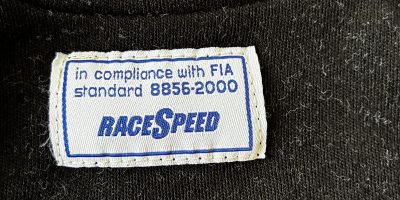 in compliance with FIA
standard 8856-2000
RACESPEED